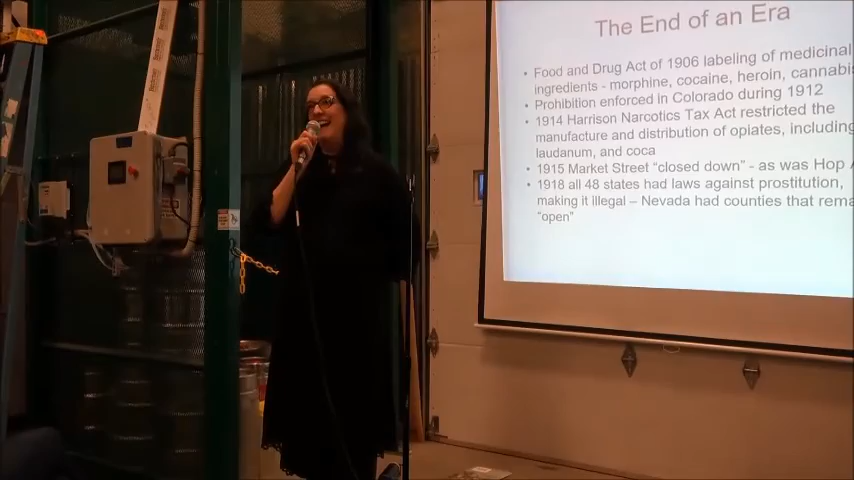 The End of an Era
• Food and Drug Act of 1906 labeling of medicinal
ingredients - morphine, cocaine, heroin, cannabi
• Prohibition enforced in Colorado during 1912
• 1914 Harrison Narcotics Tax Act required the
manufacture and distribution of opiates, including
laudanum, and coca
• 1915 Market Street "closed down" -as was Hop A
• 1918 all 48 states had laws against prostitution,
making it illegal – Nevada had counties that remai
"open"